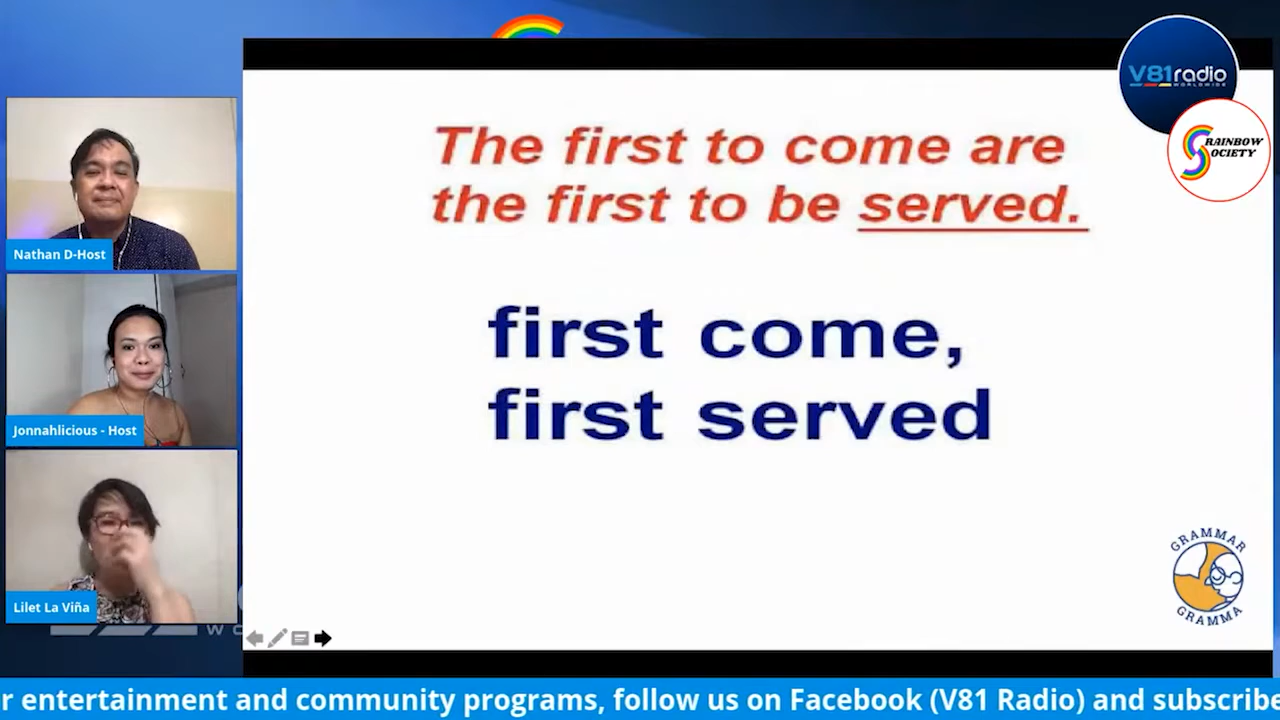 V81radio
WORLDWIDE
RAINBOW
SOCIETY
The first to come are
the first to be served.
first come,
first served
Nathan D-Host
Jonnahlicious - Host
Lilet La Viña
GRAMMAR
GRAMMA
r entertainment and community programs, follow us on Facebook (V81 Radio) and subscribe